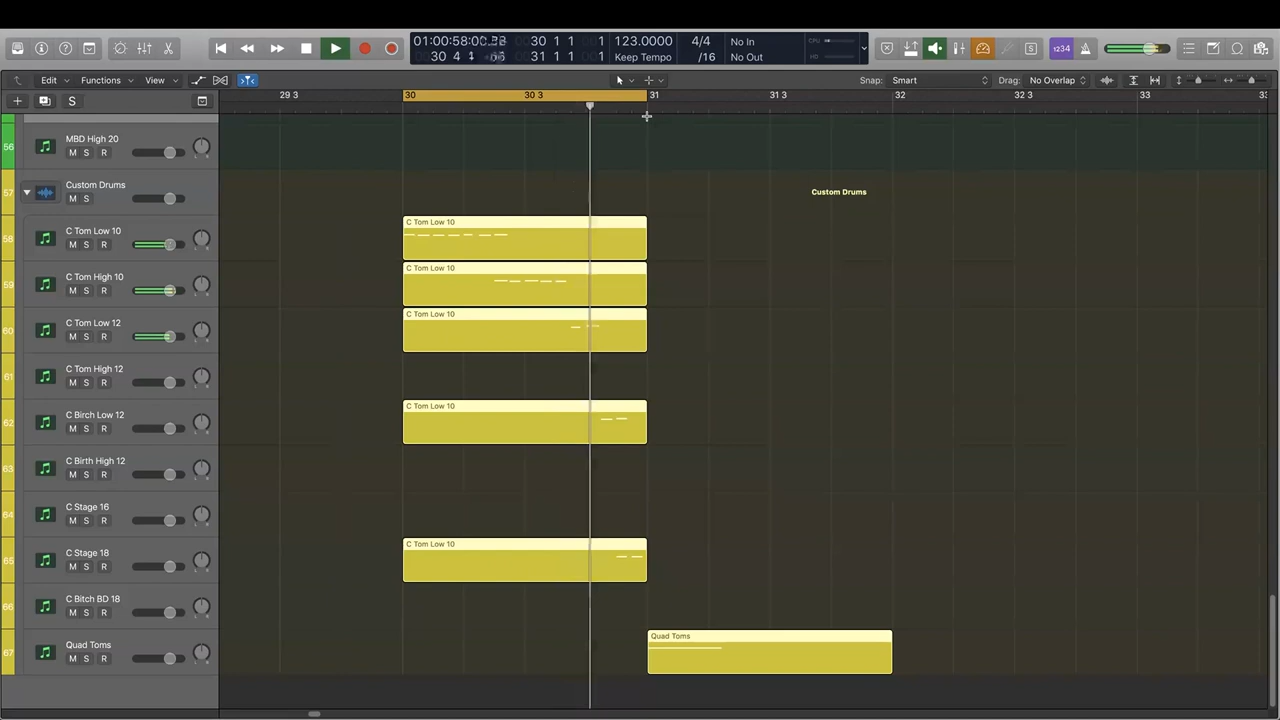 01:00:58:00 30 1 1 1 123.0000 4/4 No In CPU
30 4 31 1 1 1 Keep Tempo /16 No Out HD
1234
Edit Functions View Snap: Smart Drag: No Overlap
S
29 3 30 30 3 31 31 3 32 32 3 33
56 MBD High 20
M S R
57 Custom Drums Custom Drums
M S
58 C Tom Low 10 C Tom Low 10
M S R
59 C Tom High 10 C Tom Low 10
M S R
60 C Tom Low 12 C Tom Low 10
M S R
61 C Tom High 12
M S R
62 C Birch Low 12 C Tom Low 10
M S R
63 C Birth High 12
M S R
64 C Stage 16
M S R
65 C Stage 18 C Tom Low 10
M S R
66 C Bitch BD 18
M S R
67 Quad Toms Quad Toms
M S R